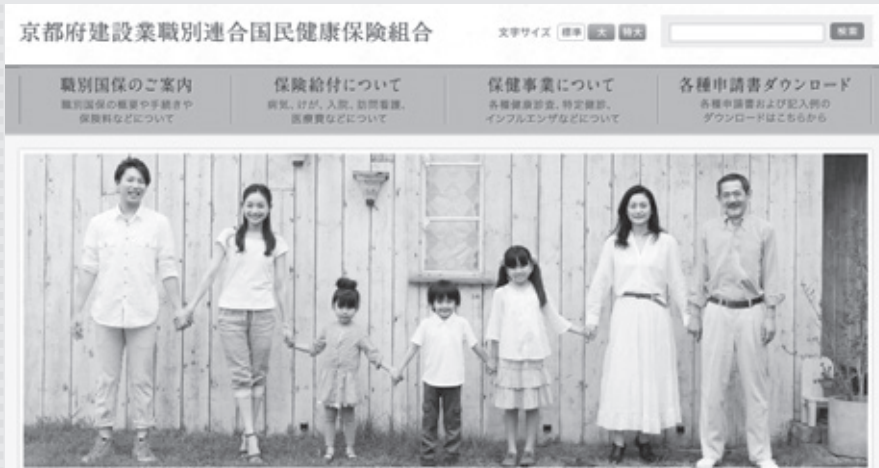 京都府建設業職別連合国民健康保険組合
文字サイズ 標準 大 特大
検索
職別国保のご案内
職別国保の概要や手続きや
保険料などについて
保険給付について
病気、けが、入院、訪問看護、
医療費などについて
保健事業について
各種健康診査、特定健診、
インフルエンザなどについて
各種申請書ダウンロード
各種申請書および記入例の
ダウンロードはこちらから